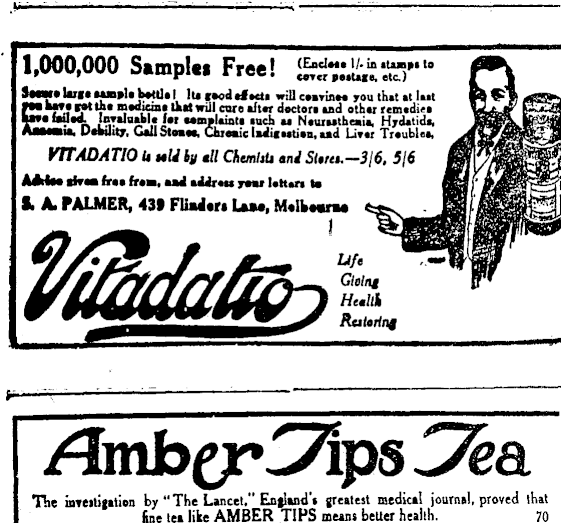 1,000,000 Samples Free! (Enclose 1/- in stamps to
cover postage, etc.)
Secure large sample bottle! Its good effects will convince you that at last
you have got the medicine that will cure after doctors and other remedies
have failed. Invaluable for complaints such as Neurasthenia, Hydatids,
Anaemia, Debility, Gall Stones, Chronic Indigestion, and Liver Troubles.
VITADATIO is sold by all Chemists and Stores.—3/6, 5/6
Advice given free from, and address your letters to
S. A. PALMER, 439 Flinders Lane, Melbourne
Vitadatio
Life
Giving
Health
Restoring
Amber Tips Tea
The investigation by "The Lancet," England's greatest medical journal, proved that
fine tea like AMBER TIPS means better health. 70